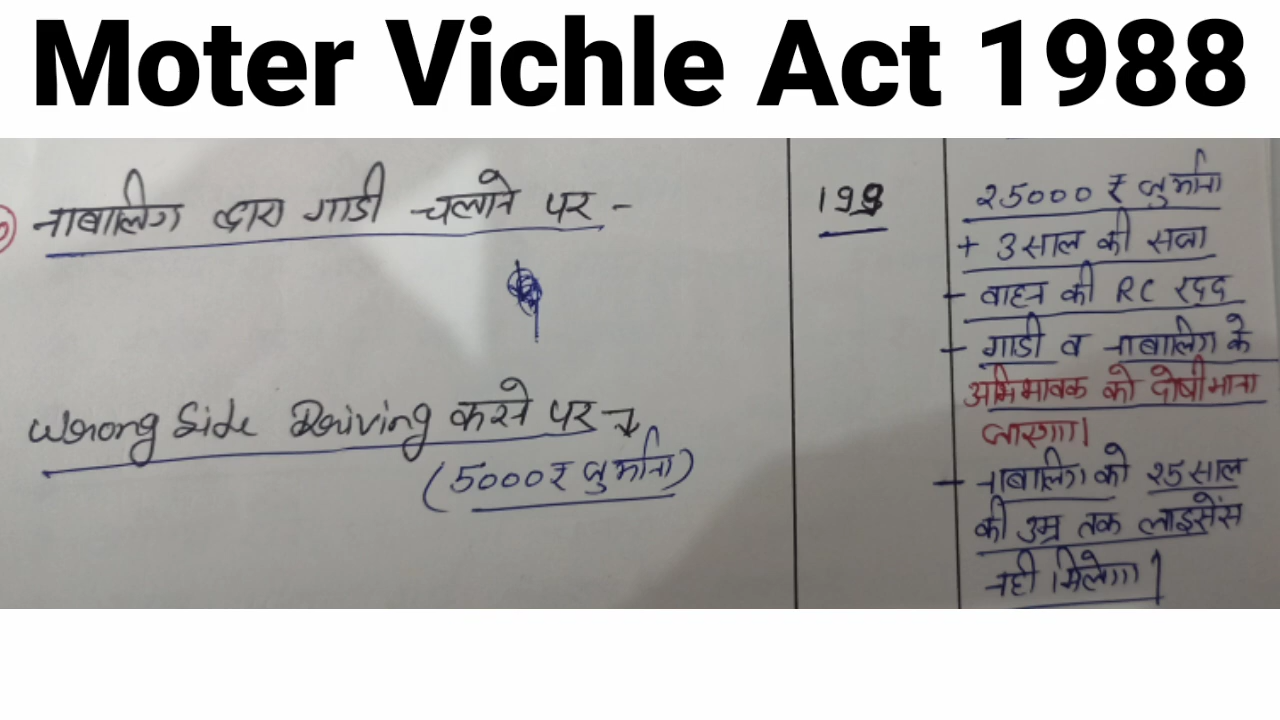 Moter Vichle Act 1988
नाबालिग द्वारा गाडी चलाने पर -
199
25000 ₹ जुर्माना
+ 3 साल की सजा
- वाहन की RC रद्द
- गाडी व नाबालिग के
अभिभावक को दोषी माना
जाएगा।
- नाबालिग को 25 साल
की उम्र तक लाइसेंस
नही मिलेगा।
Wrong Side Driving करने पर →
(5000 ₹ जुर्माना)